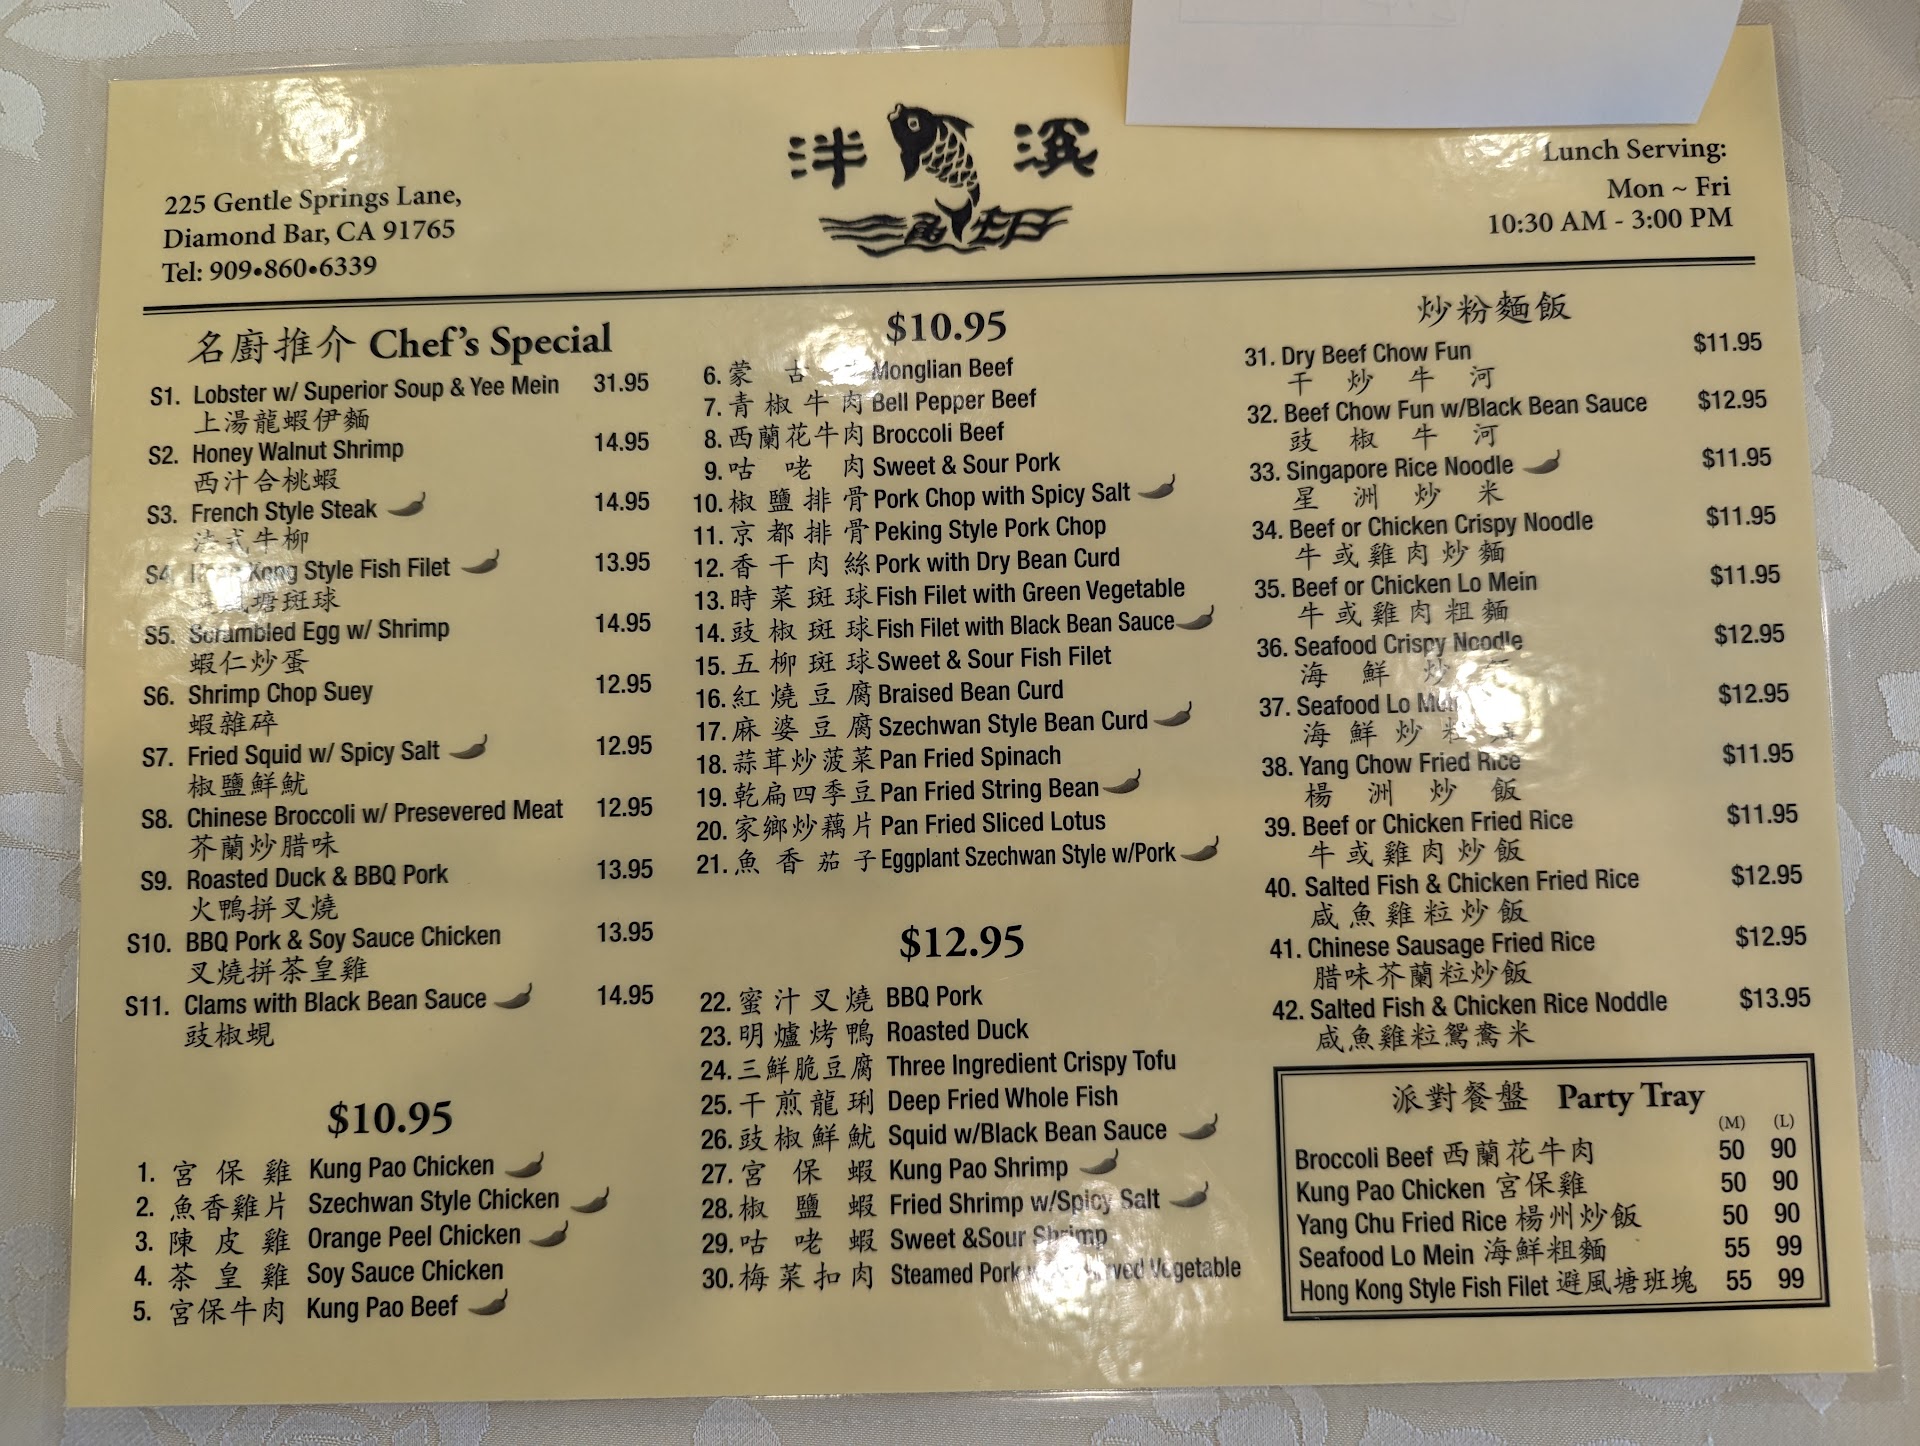 洋濱
225 Gentle Springs Lane,
Diamond Bar, CA 91765
Tel: 909•860•6339
Lunch Serving:
Mon ~ Fri
10:30 AM - 3:00 PM
名廚推介 Chef's Special
S1. Lobster w/ Superior Soup & Yee Mein 31.95
上湯龍蝦伊麵
S2. Honey Walnut Shrimp 14.95
西汁合桃蝦
S3. French Style Steak 14.95
法式牛柳
S4. Kong Style Fish Filet 13.95
風塘斑球
S5. Scrambled Egg w/ Shrimp 14.95
蝦仁炒蛋
S6. Shrimp Chop Suey 12.95
蝦雜碎
S7. Fried Squid w/ Spicy Salt 12.95
椒鹽鮮魷
S8. Chinese Broccoli w/ Presevered Meat 12.95
芥蘭炒腊味
S9. Roasted Duck & BBQ Pork 13.95
火鴨拼叉燒
S10. BBQ Pork & Soy Sauce Chicken 13.95
叉燒拼茶皇雞
S11. Clams with Black Bean Sauce 14.95
豉椒蜆
$10.95
1. 宮保雞 Kung Pao Chicken
2. 魚香雞片 Szechwan Style Chicken
3. 陳皮雞 Orange Peel Chicken
4. 茶皇雞 Soy Sauce Chicken
5. 宮保牛肉 Kung Pao Beef
$10.95
6. 蒙古 Monglian Beef
7. 青椒牛肉 Bell Pepper Beef
8. 西蘭花牛肉 Broccoli Beef
9. 咕咾肉 Sweet & Sour Pork
10. 椒鹽排骨 Pork Chop with Spicy Salt
11. 京都排骨 Peking Style Pork Chop
12. 香干肉絲 Pork with Dry Bean Curd
13. 時菜斑球 Fish Filet with Green Vegetable
14. 豉椒斑球 Fish Filet with Black Bean Sauce
15. 五柳斑球 Sweet & Sour Fish Filet
16. 紅燒豆腐 Braised Bean Curd
17. 麻婆豆腐 Szechwan Style Bean Curd
18. 蒜茸炒菠菜 Pan Fried Spinach
19. 乾扁四季豆 Pan Fried String Bean
20. 家鄉炒藕片 Pan Fried Sliced Lotus
21. 魚香茄子 Eggplant Szechwan Style w/Pork
$12.95
22. 蜜汁叉燒 BBQ Pork
23. 明爐烤鴨 Roasted Duck
24. 三鮮脆豆腐 Three Ingredient Crispy Tofu
25. 干煎龍琍 Deep Fried Whole Fish
26. 豉椒鮮魷 Squid w/Black Bean Sauce
27. 宮保蝦 Kung Pao Shrimp
28. 椒鹽蝦 Fried Shrimp w/Spicy Salt
29. 咕咾蝦 Sweet &Sour Shrimp
30. 梅菜扣肉 Steamed Pork Vegetable
炒粉麵飯
31. Dry Beef Chow Fun $11.95
干炒牛河
32. Beef Chow Fun w/Black Bean Sauce $12.95
豉椒牛河
33. Singapore Rice Noodle $11.95
星洲炒米
34. Beef or Chicken Crispy Noodle $11.95
牛或雞肉炒麵
35. Beef or Chicken Lo Mein $11.95
牛或雞肉粗麵
36. Seafood Crispy Noodle $12.95
海鮮炒
37. Seafood Lo Mein $12.95
海鮮炒粗
38. Yang Chow Fried Rice $11.95
楊洲炒飯
39. Beef or Chicken Fried Rice $11.95
牛或雞肉炒飯
40. Salted Fish & Chicken Fried Rice $12.95
咸魚雞粒炒飯
41. Chinese Sausage Fried Rice $12.95
腊味芥蘭粒炒飯
42. Salted Fish & Chicken Rice Noddle $13.95
咸魚雞粒鴛鴦米
派對餐盤 Party Tray
(M) (L)
Broccoli Beef 西蘭花牛肉 50 90
Kung Pao Chicken 宮保雞 50 90
Yang Chu Fried Rice 楊州炒飯 50 90
Seafood Lo Mein 海鮮粗麵 55 99
Hong Kong Style Fish Filet 避風塘班塊 55 99